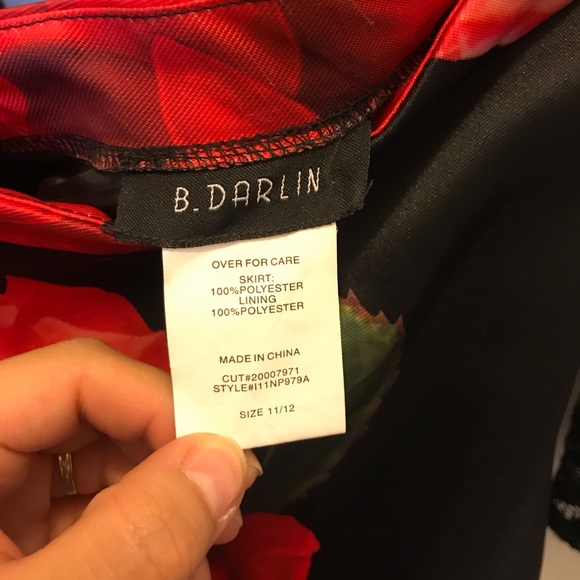 B. DARLIN
OVER FOR CARE
SKIRT:
100%POLYESTER
LINING
100%POLYESTER
MADE IN CHINA
CUT#20007971
STYLE#I11NP979A
SIZE 11/12